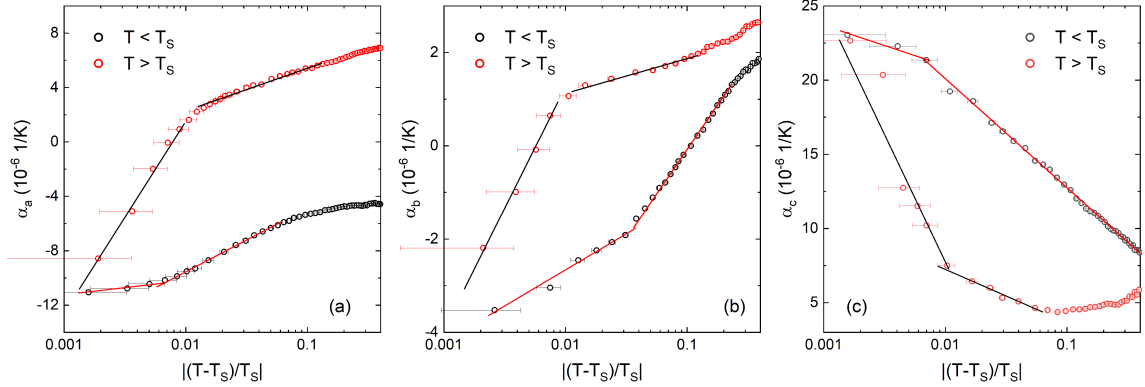 8
4
0
-4
-8
-12
α_a (10^-6 1/K)
T < T_S
T > T_S
(a)
0.001
0.01
0.1
|(T-T_S)/T_S|
2
0
-2
-4
α_b (10^-6 1/K)
T < T_S
T > T_S
(b)
0.001
0.01
0.1
|(T-T_S)/T_S|
25
20
15
10
5
α_c (10^-6 1/K)
T < T_S
T > T_S
(c)
0.001
0.01
0.1
|(T-T_S)/T_S|